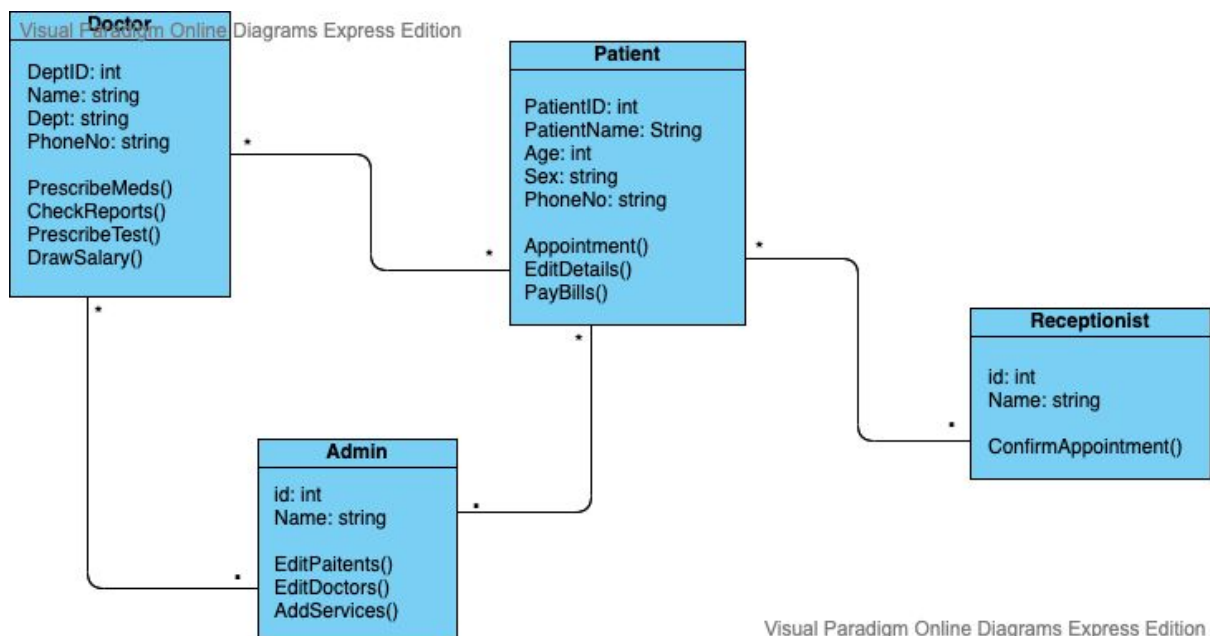 Visual Paradigm Online Diagrams Express Edition
Doctor
DeptID: int
Name: string
Dept: string
PhoneNo: string
PrescribeMeds()
CheckReports()
PrescribeTest()
DrawSalary()
*
*
Patient
PatientID: int
PatientName: String
Age: int
Sex: string
PhoneNo: string
Appointment()
EditDetails()
PayBills()
*
*
*
Receptionist
id: int
Name: string
ConfirmAppointment()
*
Admin
id: int
Name: string
EditPaitents()
EditDoctors()
AddServices()
*
*
Visual Paradigm Online Diagrams Express Edition